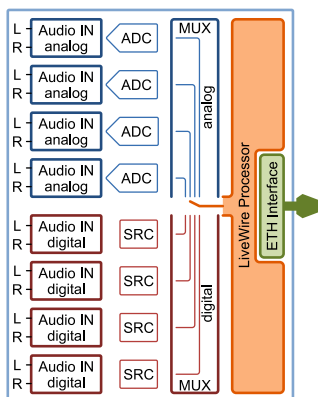 L
R
Audio IN
analog
ADC
MUX
L
R
Audio IN
analog
ADC
analog
L
R
Audio IN
analog
ADC
L
R
Audio IN
analog
ADC
LiveWire Processor
ETH Interface
L
R
Audio IN
digital
SRC
L
R
Audio IN
digital
SRC
digital
L
R
Audio IN
digital
SRC
L
R
Audio IN
digital
SRC
MUX